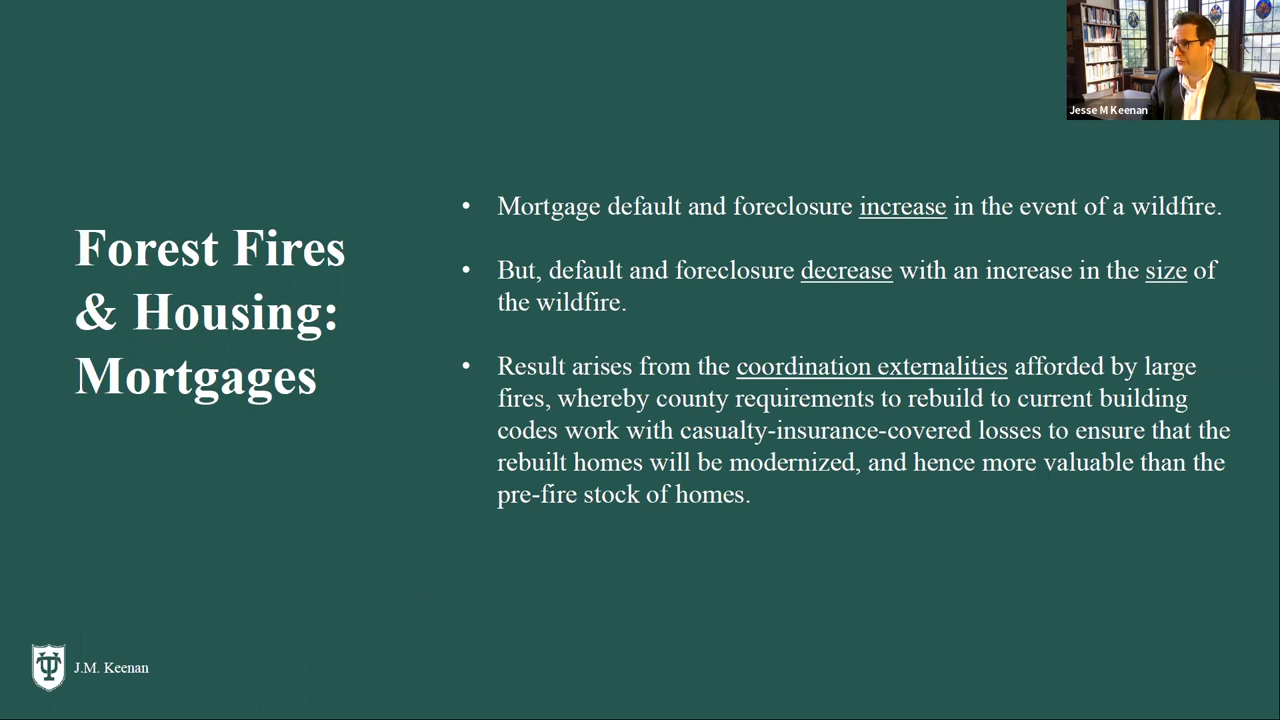 Jesse M Keenan
Forest Fires
& Housing:
Mortgages
• Mortgage default and foreclosure increase in the event of a wildfire.
• But, default and foreclosure decrease with an increase in the size of
the wildfire.
• Result arises from the coordination externalities afforded by large
fires, whereby county requirements to rebuild to current building
codes work with casualty-insurance-covered losses to ensure that the
rebuilt homes will be modernized, and hence more valuable than the
pre-fire stock of homes.
J.M. Keenan